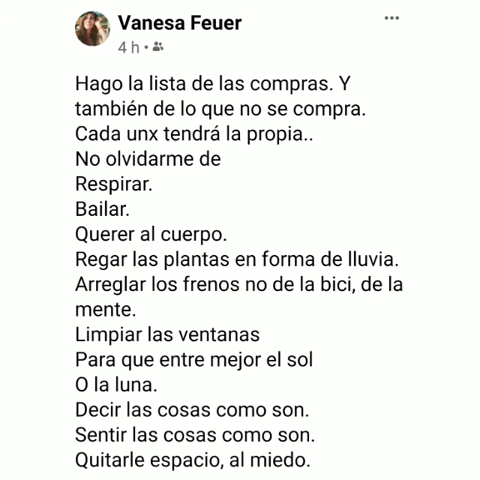 Vanesa Feuer
4 h •
Hago la lista de las compras. Y
también de lo que no se compra.
Cada unx tendrá la propia..
No olvidarme de
Respirar.
Bailar.
Querer al cuerpo.
Regar las plantas en forma de lluvia.
Arreglar los frenos no de la bici, de la
mente.
Limpiar las ventanas
Para que entre mejor el sol
O la luna.
Decir las cosas como son.
Sentir las cosas como son.
Quitarle espacio, al miedo.